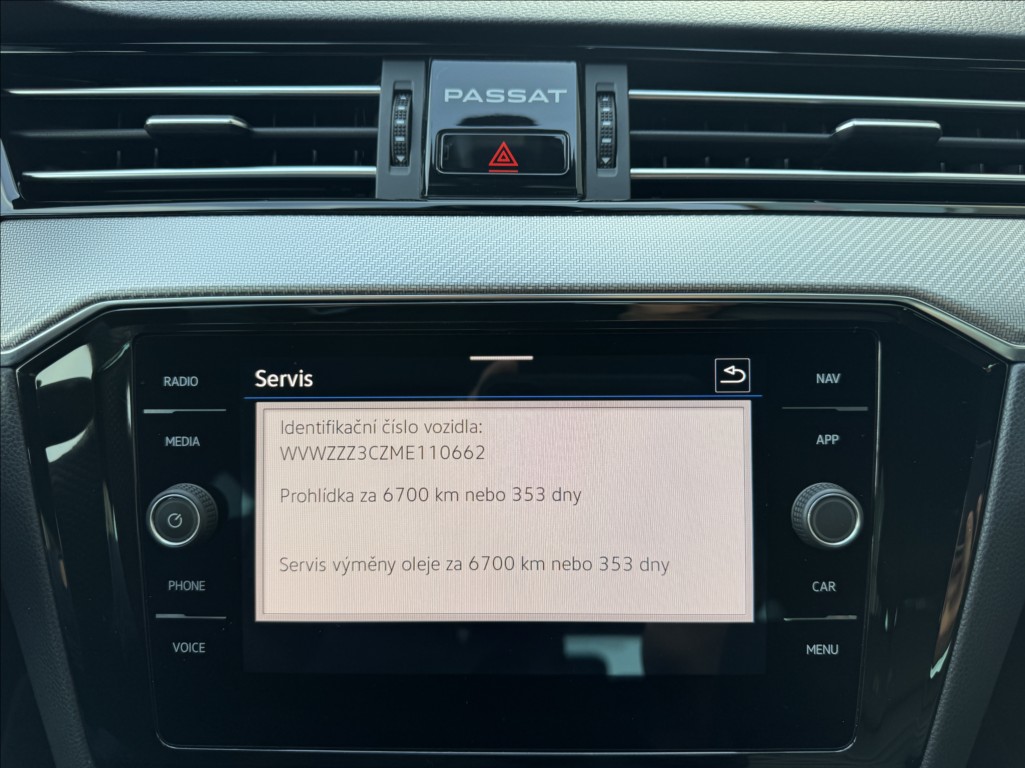 PASSAT
RADIO
MEDIA
PHONE
VOICE
Servis
Identifikační číslo vozidla:
WVWZZZ3CZME110662
Prohlídka za 6700 km nebo 353 dny
Servis výměny oleje za 6700 km nebo 353 dny
NAV
APP
CAR
MENU